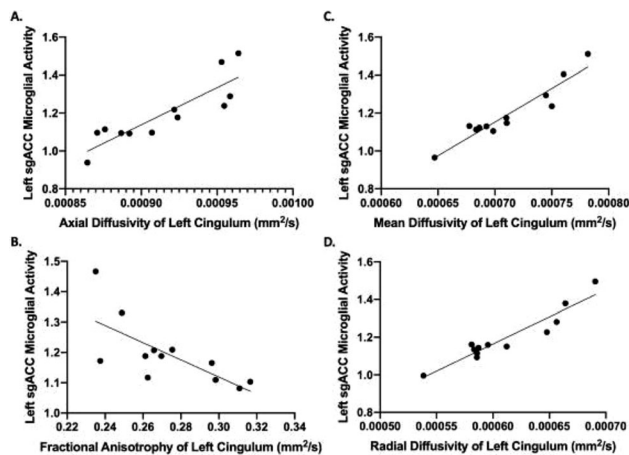 A.
Left sgACC Microglial Activity
1.6
1.4
1.2
1.0
0.8
0.00085 0.00090 0.00095 0.00100
Axial Diffusivity of Left Cingulum (mm²/s)
C.
Left sgACC Microglial Activity
1.6
1.4
1.2
1.0
0.8
0.00060 0.00065 0.00070 0.00075 0.00080
Mean Diffusivity of Left Cingulum (mm²/s)
B.
Left sgACC Microglial Activity
1.5
1.4
1.3
1.2
1.1
1.0
0.22 0.24 0.26 0.28 0.30 0.32 0.34
Fractional Anisotropy of Left Cingulum (mm²/s)
D.
Left sgACC Microglial Activity
1.6
1.4
1.2
1.0
0.8
0.00050 0.00055 0.00060 0.00065 0.00070
Radial Diffusivity of Left Cingulum (mm²/s)